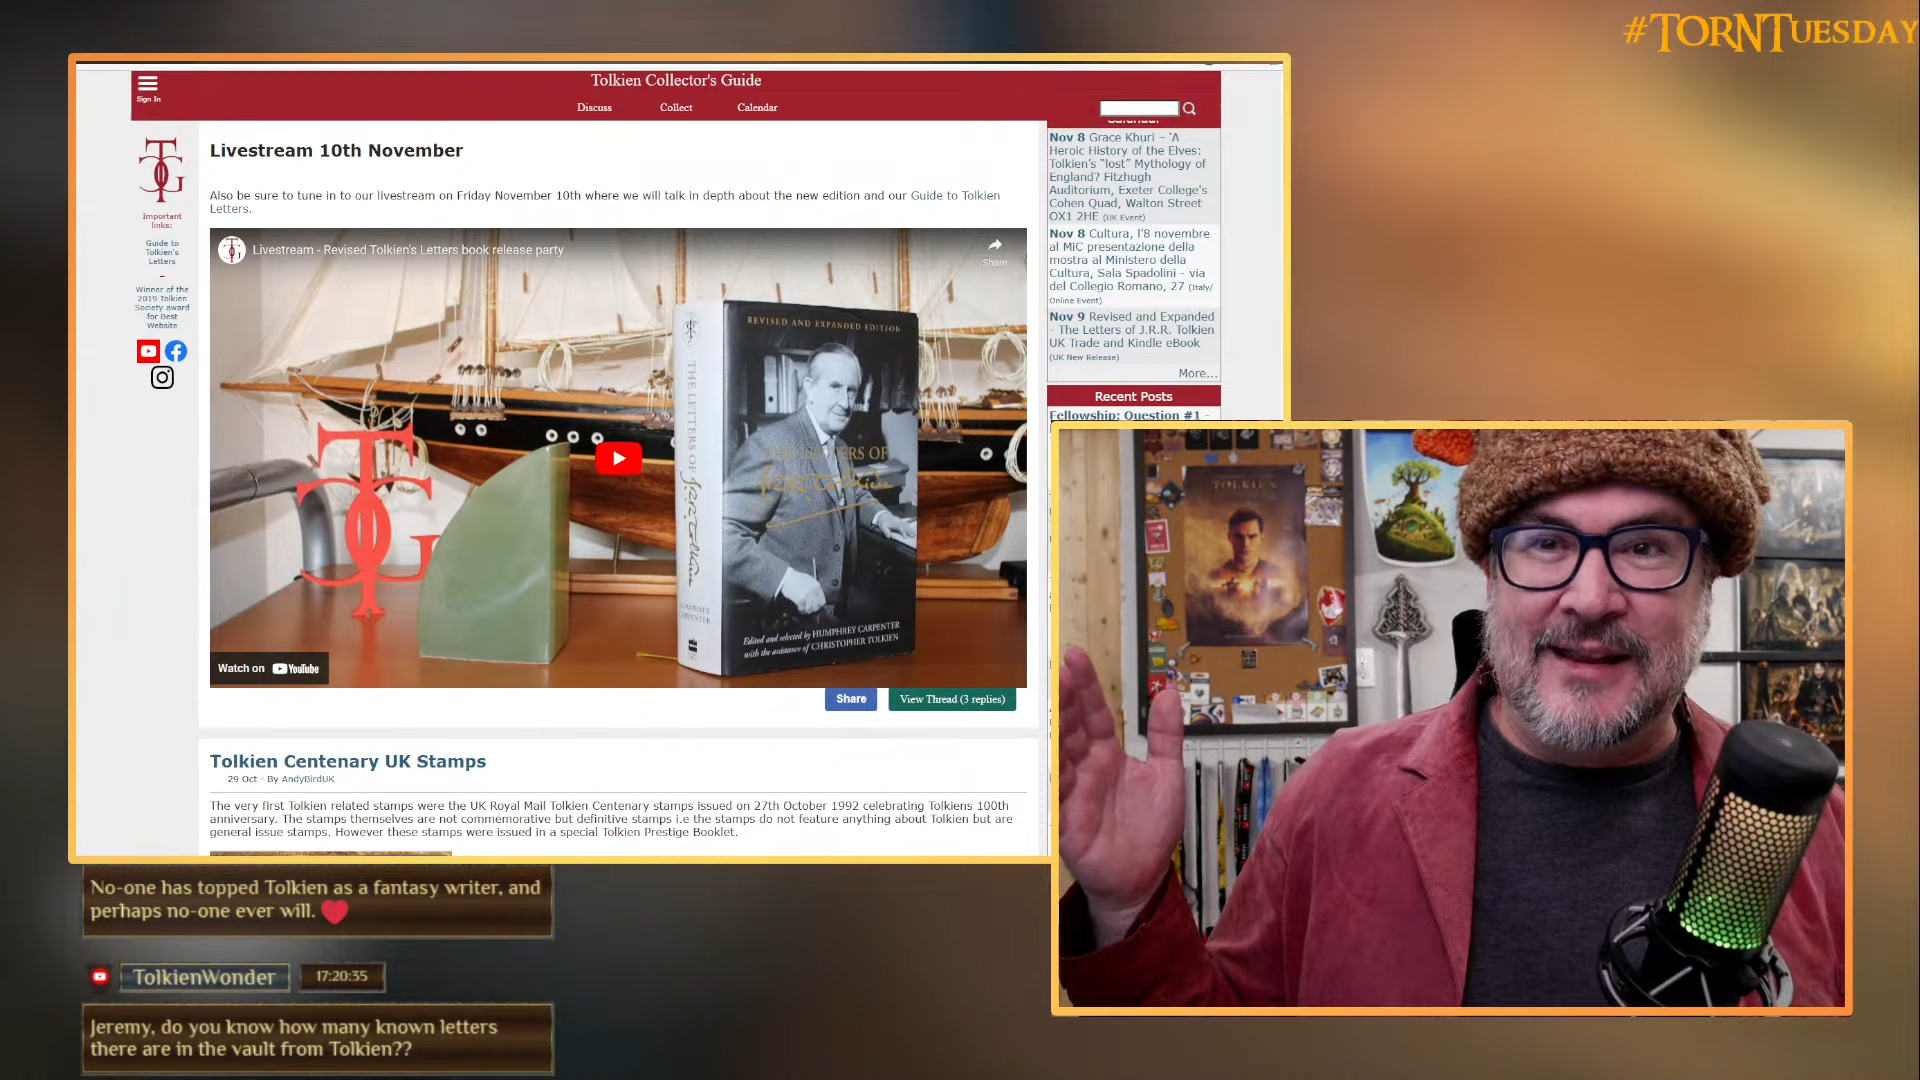 #TORNTUESDAY
Sign In
Tolkien Collector's Guide
Discuss
Collect
Calendar
Important
links:
Guide to
Tolkien's
Letters
–
Winner of the
2019 Tolkien
Society award
for Best
Website
Livestream 10th November
Also be sure to tune in to our livestream on Friday November 10th where we will talk in depth about the new edition and our Guide to Tolkien
Letters.
Livestream - Revised Tolkien's Letters book release party
Share
REVISED AND EXPANDED EDITION
THE LETTERS OF
THE LETTERS OF
J.R.R. Tolkien
J.R.R. Tolkien
HUMPHREY
CARPENTER
Edited and selected by HUMPHREY CARPENTER
with the assistance of CHRISTOPHER TOLKIEN
Watch on YouTube
Share
View Thread (3 replies)
Tolkien Centenary UK Stamps
29 Oct - By AndyBirdUK
The very first Tolkien related stamps were the UK Royal Mail Tolkien Centenary stamps issued on 27th October 1992 celebrating Tolkiens 100th
anniversary. The stamps themselves are not commemorative but definitive stamps i.e the stamps do not feature anything about Tolkien but are
general issue stamps. However these stamps were issued in a special Tolkien Prestige Booklet.
Calendar
Nov 8 Grace Khuri – 'A
Heroic History of the Elves:
Tolkien's "lost" Mythology of
England? Fitzhugh
Auditorium, Exeter College's
Cohen Quad, Walton Street
OX1 2HE (UK Event)
Nov 8 Cultura, l'8 novembre
al MiC presentazione della
mostra al Ministero della
Cultura, Sala Spadolini - via
del Collegio Romano, 27 (Italy/
Online Event)
Nov 9 Revised and Expanded
- The Letters of J.R.R. Tolkien
UK Trade and Kindle eBook
(UK New Release)
More...
Recent Posts
Fellowship: Question #1 -
TOLKIEN
No-one has topped Tolkien as a fantasy writer, and
perhaps no-one ever will.
TolkienWonder
17:20:35
Jeremy, do you know how many known letters
there are in the vault from Tolkien??